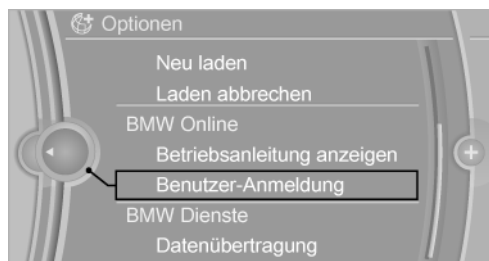 Optionen
Neu laden
Laden abbrechen
BMW Online
Betriebsanleitung anzeigen
Benutzer-Anmeldung
BMW Dienste
Datenübertragung